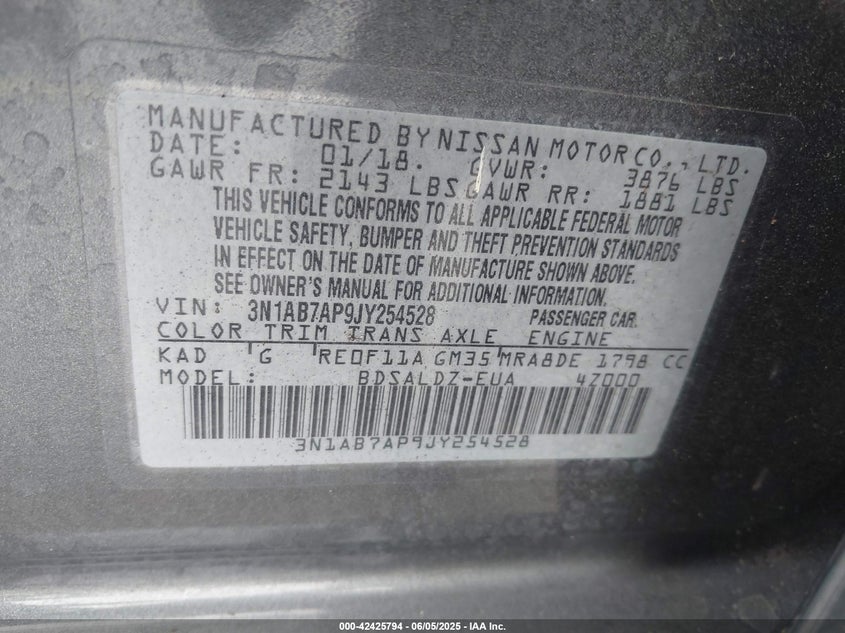 MANUFACTURED BY NISSAN MOTOR CO., LTD.
DATE: 01/18. GVWR: 3876 LBS
GAWR FR: 2143 LBS GAWR RR: 1881 LBS
THIS VEHICLE CONFORMS TO ALL APPLICABLE FEDERAL MOTOR
VEHICLE SAFETY, BUMPER AND THEFT PREVENTION STANDARDS
IN EFFECT ON THE DATE OF MANUFACTURE SHOWN ABOVE.
SEE OWNER'S MANUAL FOR ADDITIONAL INFORMATION.
VIN: 3N1AB7AP9JY254528 PASSENGER CAR
COLOR TRIM TRANS AXLE ENGINE
KAD G RE0F11A GM35 MRA8DE 1798 CC
MODEL: BDSALDZ-EUA 4Z000
3N1AB7AP9JY254528
000-42425794 - 06/05/2025 - IAA Inc.